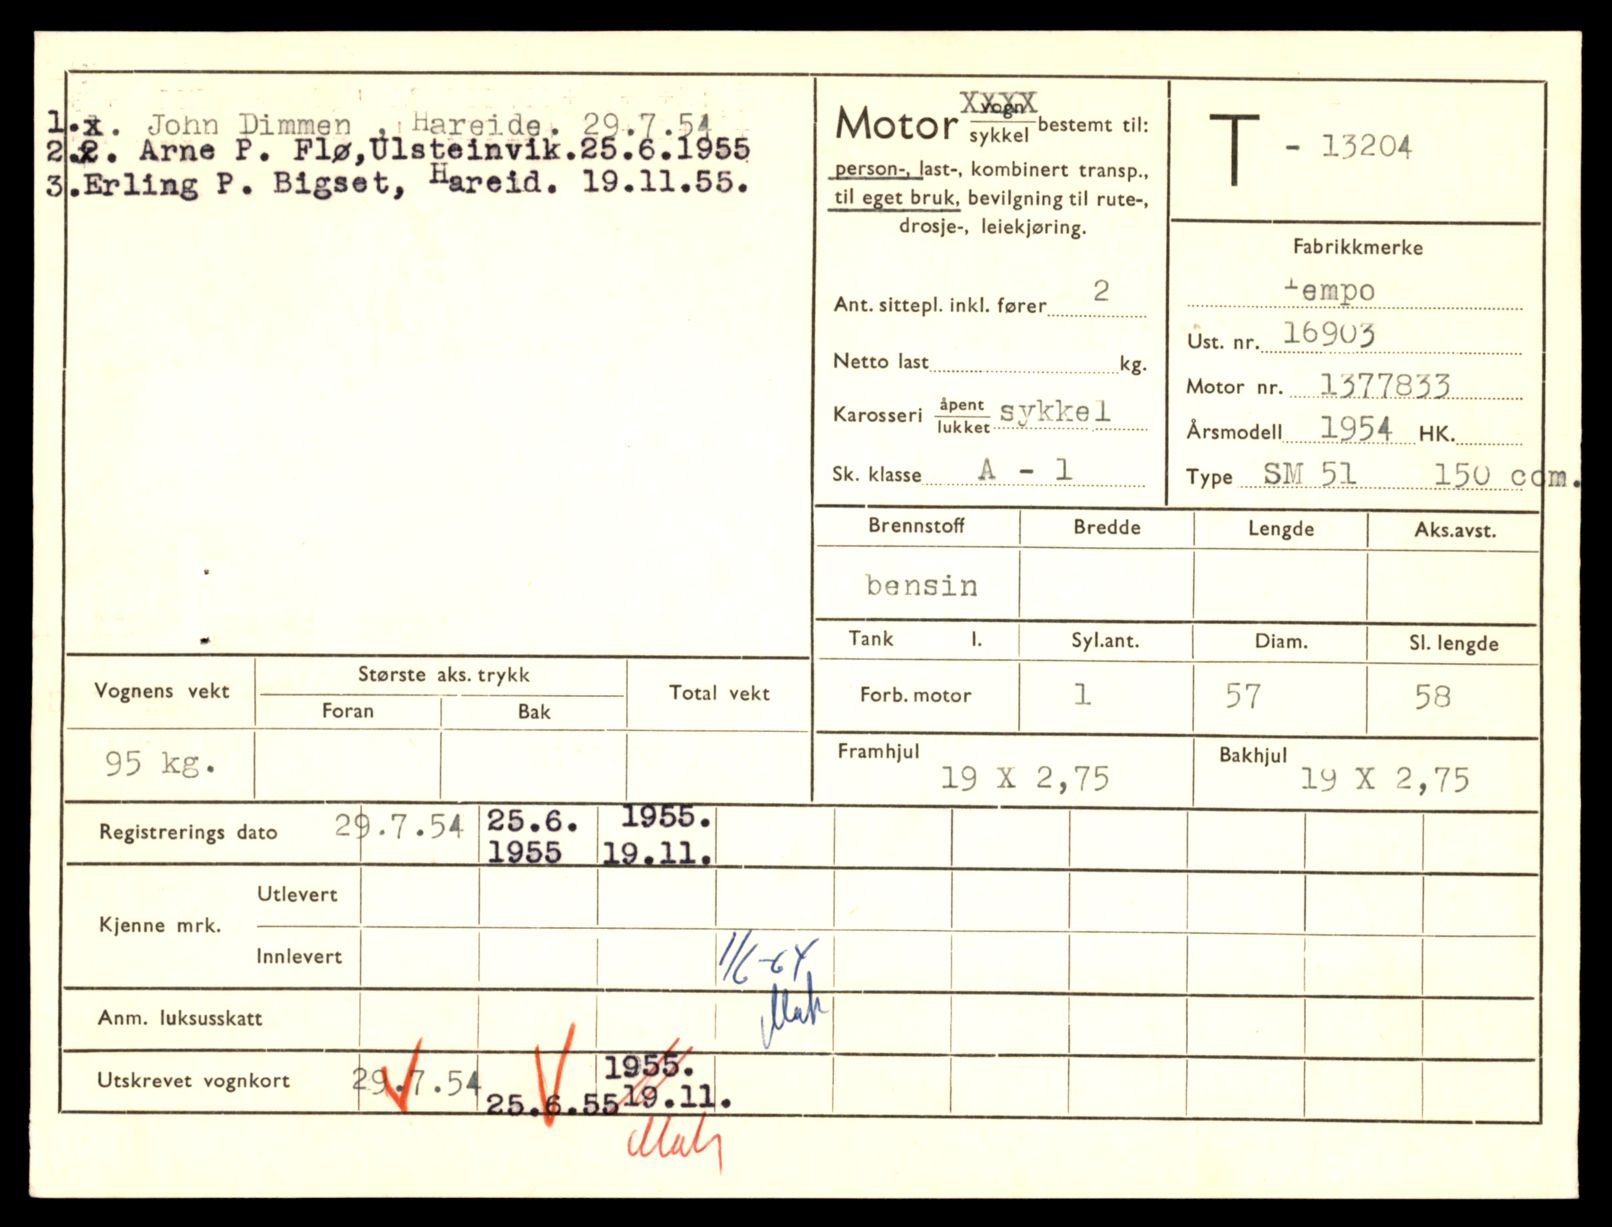 1.x. John Dimmen , Hareide. 29.7.54
2.2. Arne P. Flø,Ulsteinvik.25.6.1955
3.Erling P. Bigset, Hareid. 19.11.55.
Motor XXXX vogn / sykkel bestemt til:
person-, last-, kombinert transp.,
til eget bruk, bevilgning til rute-,
drosje-, leiekjøring.
Ant. sittepl. inkl. fører 2
Netto last kg.
Karosseri åpent / lukket sykkel
Sk. klasse A - 1
T - 13204
Fabrikkmerke
Tempo
Ust. nr. 16903
Motor nr. 1377833
Årsmodell 1954 HK.
Type SM 51 150 ccm.
Brennstoff Bredde Lengde Aks.avst.
bensin
Tank l. Syl.ant. Diam. Sl. lengde
Forb. motor 1 57 58
Framhjul 19 X 2,75 Bakhjul 19 X 2,75
Vognens vekt Største aks. trykk Total vekt
Foran Bak
95 kg.
Registrerings dato 29.7.54 25.6. 1955.
1955 19.11.
Kjenne mrk. Utlevert
Innlevert 1/6-64
Anm. luksusskatt
Utskrevet vognkort 29.7.54 25.6.55 1955.
19.11.